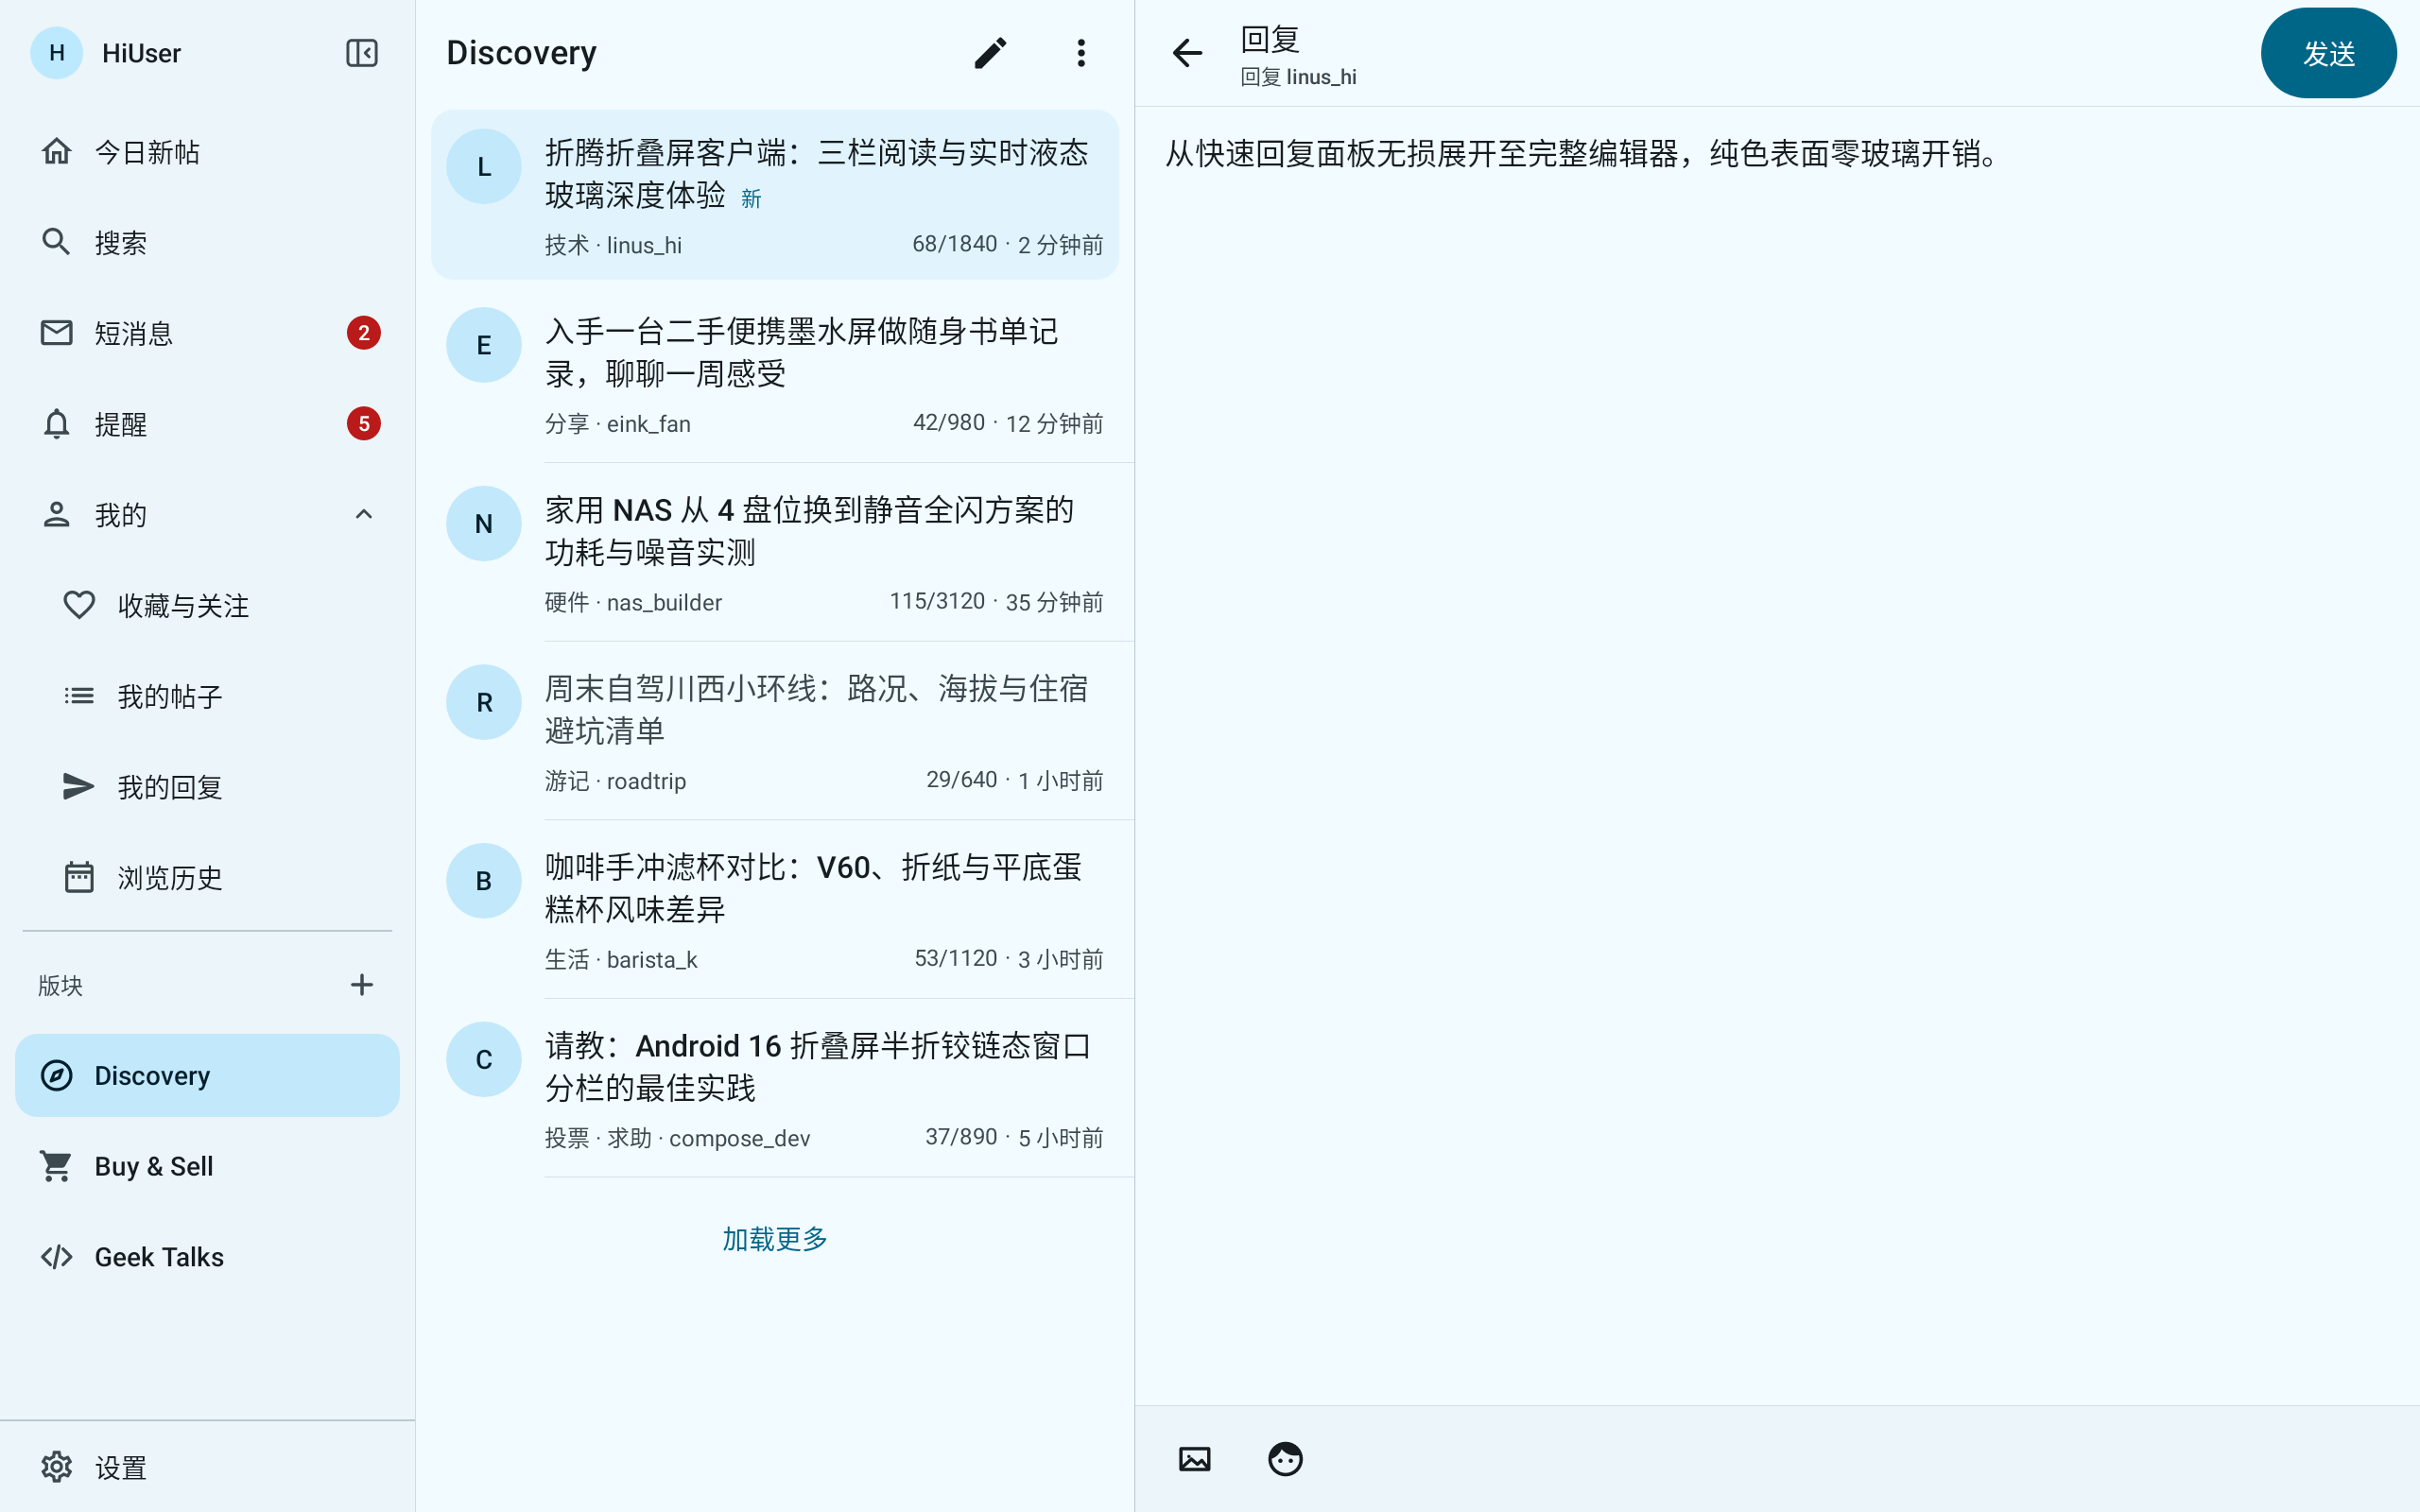 H HiUser
今日新帖
搜索
短消息 2
提醒 5
我的
收藏与关注
我的帖子
我的回复
浏览历史
版块
Discovery
Buy & Sell
Geek Talks
设置
Discovery
L
折腾折叠屏客户端：三栏阅读与实时液态
玻璃深度体验 新
技术 · linus_hi 68/1840 · 2 分钟前
E
入手一台二手便携墨水屏做随身书单记
录，聊聊一周感受
分享 · eink_fan 42/980 · 12 分钟前
N
家用 NAS 从 4 盘位换到静音全闪方案的
功耗与噪音实测
硬件 · nas_builder 115/3120 · 35 分钟前
R
周末自驾川西小环线：路况、海拔与住宿
避坑清单
游记 · roadtrip 29/640 · 1 小时前
B
咖啡手冲滤杯对比：V60、折纸与平底蛋
糕杯风味差异
生活 · barista_k 53/1120 · 3 小时前
C
请教：Android 16 折叠屏半折铰链态窗口
分栏的最佳实践
投票 · 求助 · compose_dev 37/890 · 5 小时前
加载更多
回复
回复 linus_hi
发送
从快速回复面板无损展开至完整编辑器，纯色表面零玻璃开销。